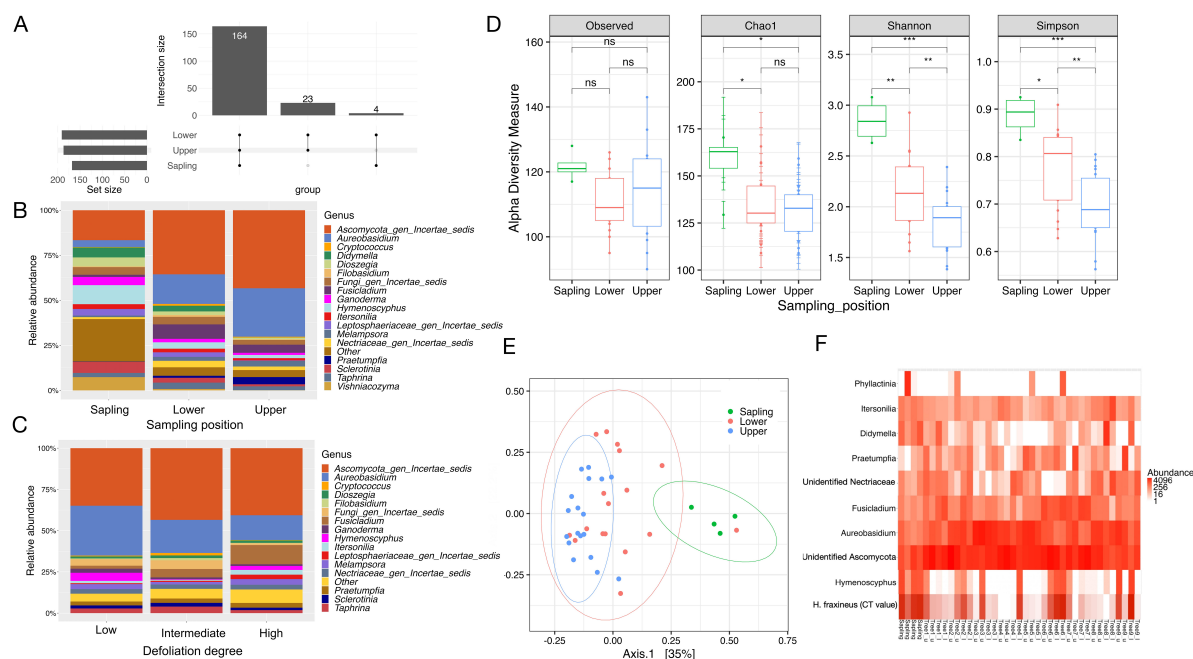 A
Intersection size
150
100
50
0
164
23
4
Lower
Upper
Sapling
200 150 100 50 0
Set size
group
B
Relative abundance
100%
75%
50%
25%
0%
Sapling Lower Upper
Sampling position
Genus
Ascomycota_gen_Incertae_sedis
Aureobasidium
Cryptococcus
Didymella
Dioszegia
Filobasidium
Fungi_gen_Incertae_sedis
Fusicladium
Ganoderma
Hymenoscyphus
Itersonilia
Leptosphaeriaceae_gen_Incertae_sedis
Melampsora
Nectriaceae_gen_Incertae_sedis
Other
Praetumpfia
Sclerotinia
Taphrina
Vishniacozyma
C
Relative abundance
100%
75%
50%
25%
0%
Low Intermediate High
Defoliation degree
Genus
Ascomycota_gen_Incertae_sedis
Aureobasidium
Cryptococcus
Dioszegia
Filobasidium
Fungi_gen_Incertae_sedis
Fusicladium
Ganoderma
Hymenoscyphus
Itersonilia
Leptosphaeriaceae_gen_Incertae_sedis
Melampsora
Nectriaceae_gen_Incertae_sedis
Other
Praetumpfia
Sclerotinia
Taphrina
D
Alpha Diversity Measure
Observed Chao1 Shannon Simpson
160
140
120
100
ns
ns
ns
200
175
150
125
100
*
ns
*
3.5
3.0
2.5
2.0
1.5
***
**
**
1.0
0.9
0.8
0.7
0.6
***
**
*
Sapling Lower Upper Sapling Lower Upper Sapling Lower Upper Sapling Lower Upper
Sampling_position
E
0.50
0.25
0.00
-0.25
-0.25 0.00 0.25 0.50 0.75
Axis.1 [35%]
Sapling
Lower
Upper
F
Phyllactinia
Itersonilia
Didymella
Praetumpfia
Unidentified Nectriaceae
Fusicladium
Aureobasidium
Unidentified Ascomycota
Hymenoscyphus
H. fraxineus (CT value)
Abundance
4096
256
16
1
Sapling
Sapling
Sapling
Sapling